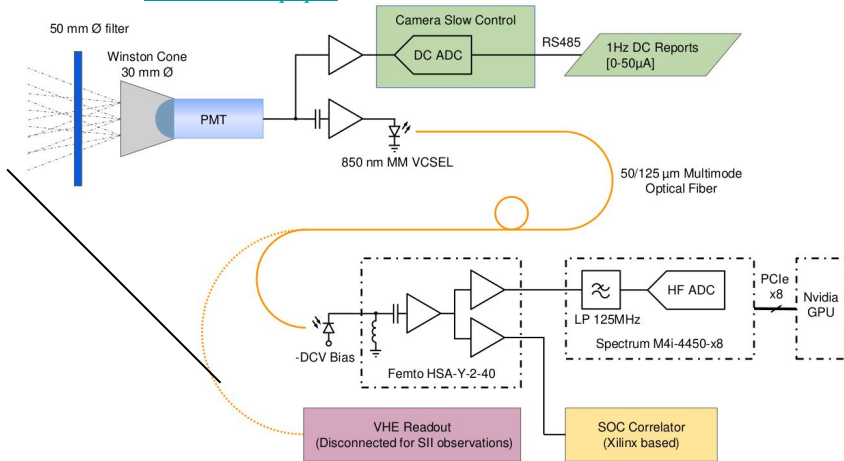 50 mm Ø filter
Winston Cone
30 mm Ø
PMT
Camera Slow Control
DC ADC
RS485
1Hz DC Reports
[0-50µA]
850 nm MM VCSEL
50/125 µm Multimode
Optical Fiber
-DCV Bias
Femto HSA-Y-2-40
LP 125MHz
HF ADC
Spectrum M4i-4450-x8
PCIe
x8
Nvidia
GPU
VHE Readout
(Disconnected for SII observations)
SOC Correlator
(Xilinx based)